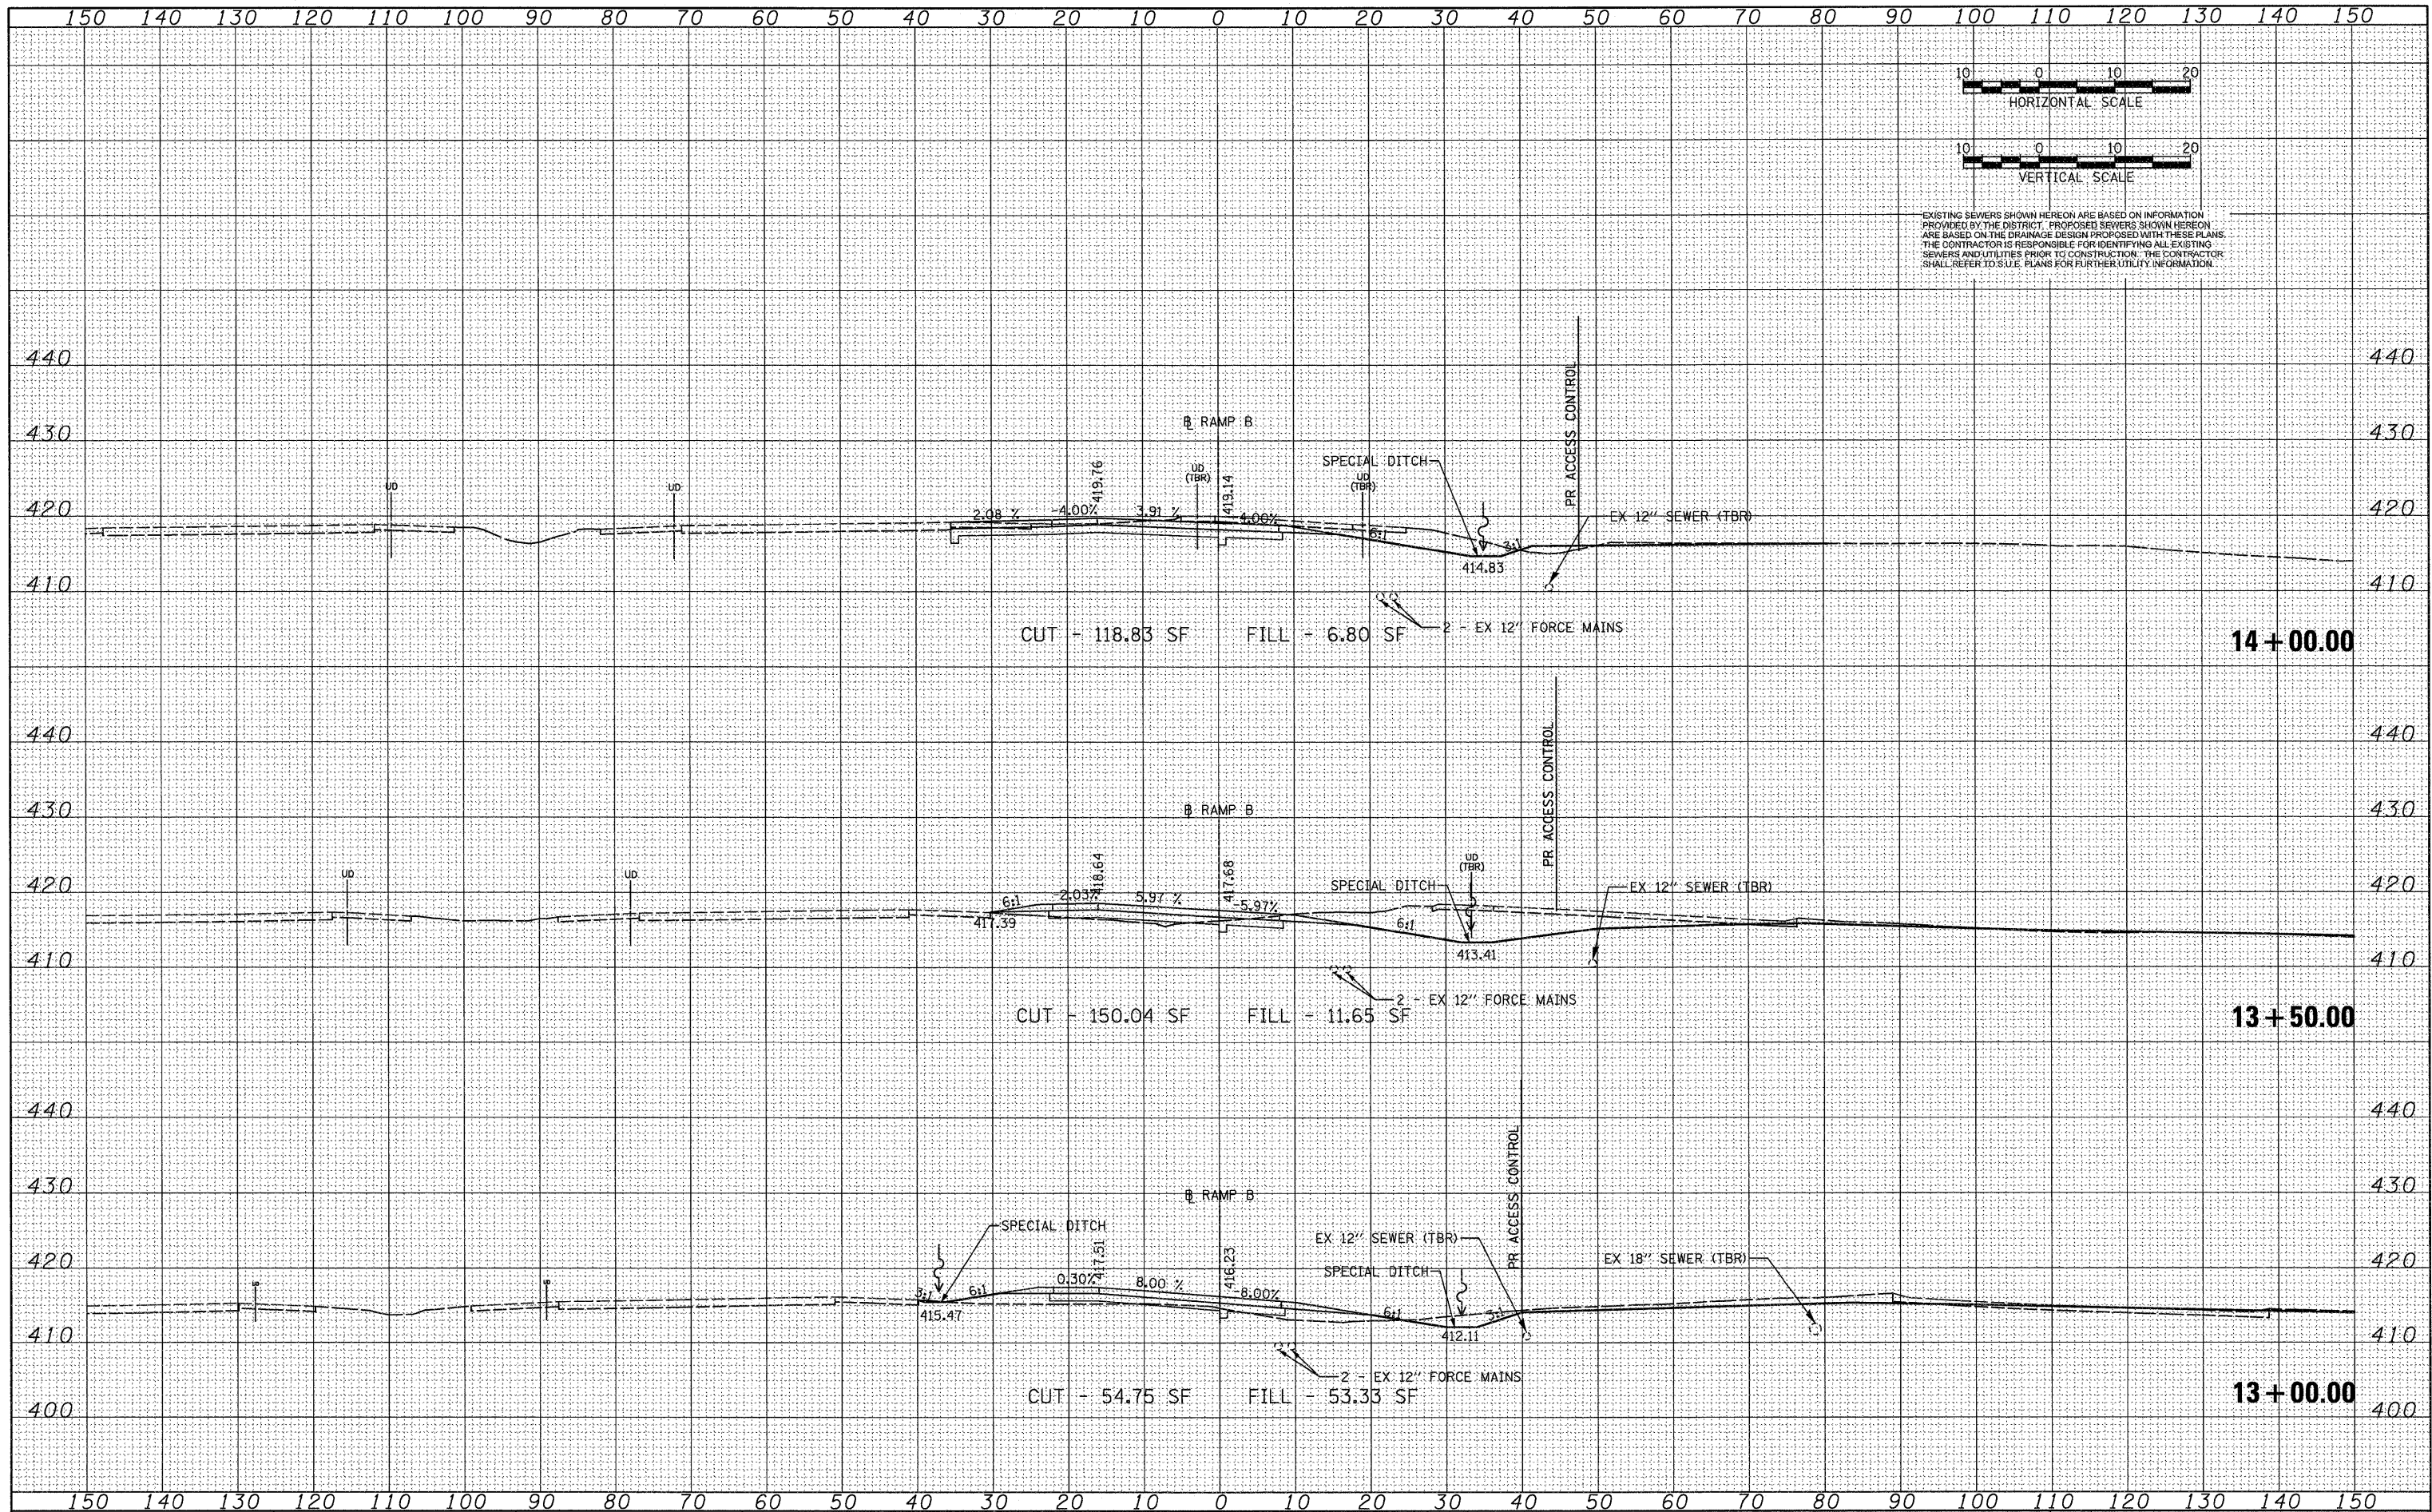 150 140 130 120 110 100 90 80 70 60 50 40 30 20 10 0 10 20 30 40 50 60 70 80 90 100 110 120 130 140 150
10 0 10 20
HORIZONTAL SCALE
10 0 10 20
VERTICAL SCALE
EXISTING SEWERS SHOWN HEREON ARE BASED ON INFORMATION
PROVIDED BY THE DISTRICT. PROPOSED SEWERS SHOWN HEREON
ARE BASED ON THE DRAINAGE DESIGN PROPOSED WITH THESE PLANS.
THE CONTRACTOR IS RESPONSIBLE FOR IDENTIFYING ALL EXISTING
SEWERS AND UTILITIES PRIOR TO CONSTRUCTION. THE CONTRACTOR
SHALL REFER TO S.U.E. PLANS FOR FURTHER UTILITY INFORMATION.
440 440
PR ACCESS CONTROL
430 430
℄ RAMP B
SPECIAL DITCH
UD
UD
419.76
UD
(TBR)
419.14
UD
(TBR)
420 420
2.08 % -4.00% 3.91 % -4.00%
6:1
3:1
EX 12" SEWER (TBR)
414.83
410 410
2 - EX 12" FORCE MAINS
CUT - 118.83 SF FILL - 6.80 SF
14+00.00
440 440
PR ACCESS CONTROL
430 430
℄ RAMP B
UD
UD
418.64
417.68
UD
(TBR)
SPECIAL DITCH
EX 12" SEWER (TBR)
420 420
6:1 -2.03% 5.97 % -5.97%
417.39
6:1
413.41
410 410
2 - EX 12" FORCE MAINS
CUT - 150.04 SF FILL - 11.65 SF
13+50.00
440 440
PR ACCESS CONTROL
430 430
℄ RAMP B
SPECIAL DITCH
417.51
416.23
EX 12" SEWER (TBR)
SPECIAL DITCH
EX 18" SEWER (TBR)
420 420
3:1 6:1 0.30% 8.00 % -8.00%
415.47
6:1
412.11
410 410
2 - EX 12" FORCE MAINS
CUT - 54.75 SF FILL - 53.33 SF
13+00.00
400 400
150 140 130 120 110 100 90 80 70 60 50 40 30 20 10 0 10 20 30 40 50 60 70 80 90 100 110 120 130 140 150